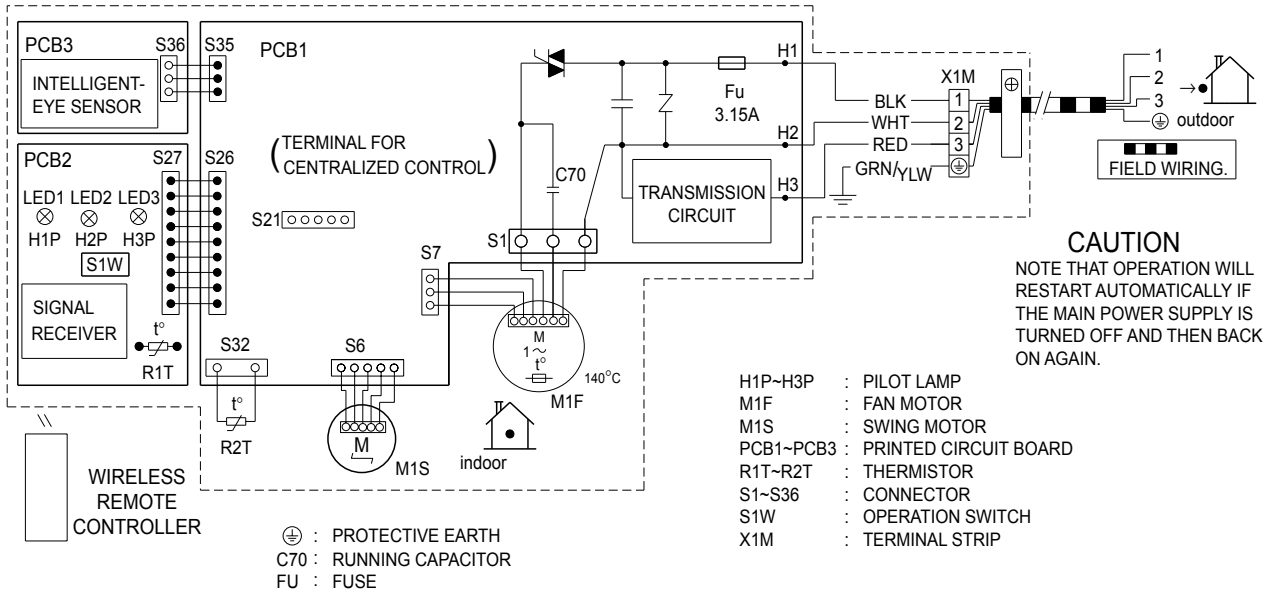 PCB3
S36
S35
PCB1
INTELLIGENT-
EYE SENSOR
PCB2
S27
S26
LED1 LED2 LED3
H1P H2P H3P
S1W
SIGNAL
RECEIVER
t°
R1T
(TERMINAL FOR
CENTRALIZED CONTROL)
S21
S7
S32
t°
R2T
S6
M
M1S
C70
S1
M
1~
t°
140°C
M1F
indoor
Fu
3.15A
H1
H2
H3
TRANSMISSION
CIRCUIT
BLK
WHT
RED
GRN/YLW
X1M
1
2
3
1
2
3
outdoor
FIELD WIRING.
CAUTION
NOTE THAT OPERATION WILL
RESTART AUTOMATICALLY IF
THE MAIN POWER SUPPLY IS
TURNED OFF AND THEN BACK
ON AGAIN.
WIRELESS
REMOTE
CONTROLLER
: PROTECTIVE EARTH
C70 : RUNNING CAPACITOR
FU : FUSE
H1P~H3P : PILOT LAMP
M1F : FAN MOTOR
M1S : SWING MOTOR
PCB1~PCB3 : PRINTED CIRCUIT BOARD
R1T~R2T : THERMISTOR
S1~S36 : CONNECTOR
S1W : OPERATION SWITCH
X1M : TERMINAL STRIP